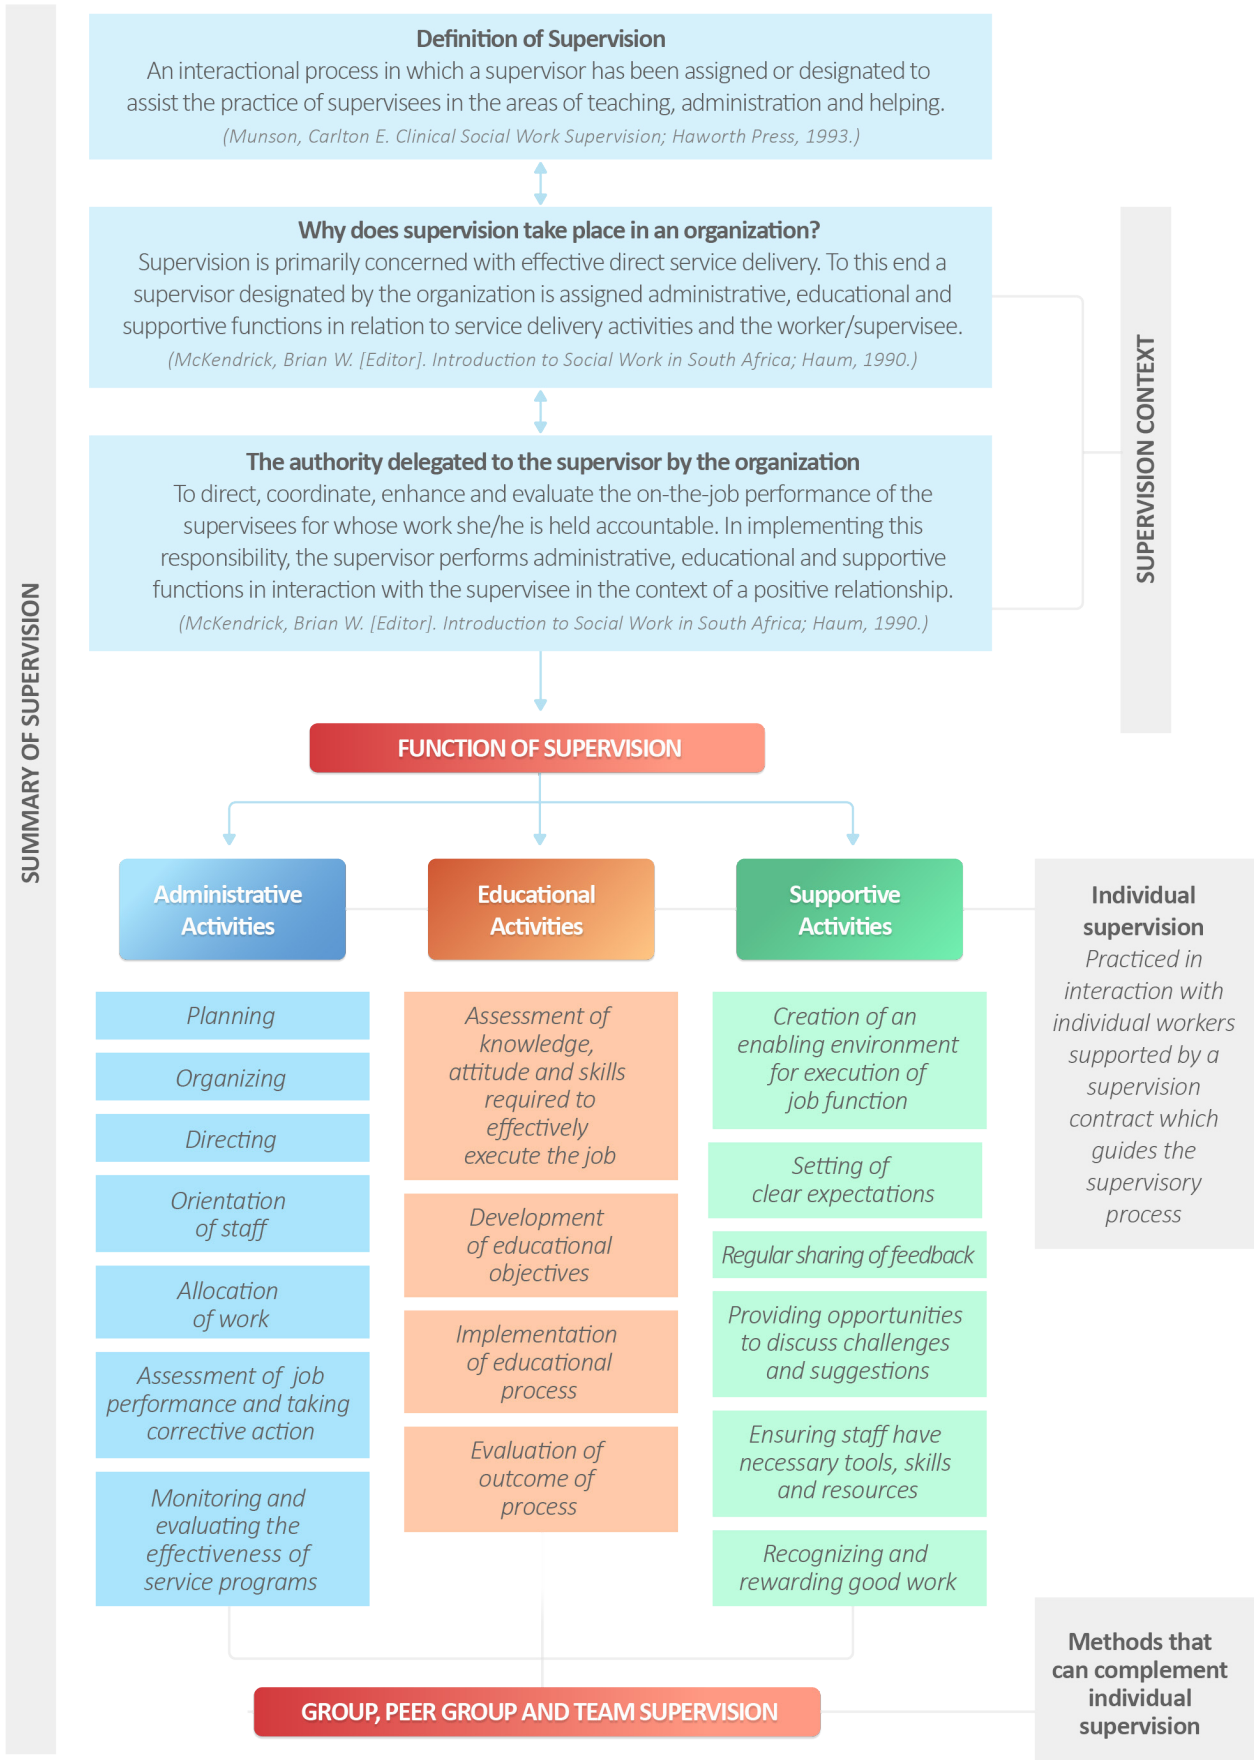 SUMMARY OF SUPERVISION
Definition of Supervision
An interactional process in which a supervisor has been assigned or designated to
assist the practice of supervisees in the areas of teaching, administration and helping.
(Munson, Carlton E. Clinical Social Work Supervision; Haworth Press, 1993.)
Why does supervision take place in an organization?
Supervision is primarily concerned with effective direct service delivery. To this end a
supervisor designated by the organization is assigned administrative, educational and
supportive functions in relation to service delivery activities and the worker/supervisee.
(McKendrick, Brian W. [Editor]. Introduction to Social Work in South Africa; Haum, 1990.)
The authority delegated to the supervisor by the organization
To direct, coordinate, enhance and evaluate the on-the-job performance of the
supervisees for whose work she/he is held accountable. In implementing this
responsibility, the supervisor performs administrative, educational and supportive
functions in interaction with the supervisee in the context of a positive relationship.
(McKendrick, Brian W. [Editor]. Introduction to Social Work in South Africa; Haum, 1990.)
SUPERVISION CONTEXT
FUNCTION OF SUPERVISION
Administrative
Activities
Planning
Organizing
Directing
Orientation
of staff
Allocation
of work
Assessment of job
performance and taking
corrective action
Monitoring and
evaluating the
effectiveness of
service programs
Educational
Activities
Assessment of
knowledge,
attitude and skills
required to
effectively
execute the job
Development
of educational
objectives
Implementation
of educational
process
Evaluation of
outcome of
process
Supportive
Activities
Creation of an
enabling environment
for execution of
job function
Setting of
clear expectations
Regular sharing of feedback
Providing opportunities
to discuss challenges
and suggestions
Ensuring staff have
necessary tools, skills
and resources
Recognizing and
rewarding good work
Individual
supervision
Practiced in
interaction with
individual workers
supported by a
supervision
contract which
guides the
supervisory
process
GROUP, PEER GROUP AND TEAM SUPERVISION
Methods that
can complement
individual
supervision